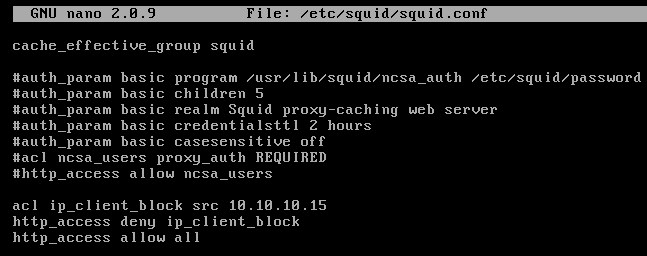 GNU nano 2.0.9 File: /etc/squid/squid.conf
cache_effective_group squid
#auth_param basic program /usr/lib/squid/ncsa_auth /etc/squid/password
#auth_param basic children 5
#auth_param basic realm Squid proxy-caching web server
#auth_param basic credentialsttl 2 hours
#auth_param basic casesensitive off
#acl ncsa_users proxy_auth REQUIRED
#http_access allow ncsa_users
acl ip_client_block src 10.10.10.15
http_access deny ip_client_block
http_access allow all